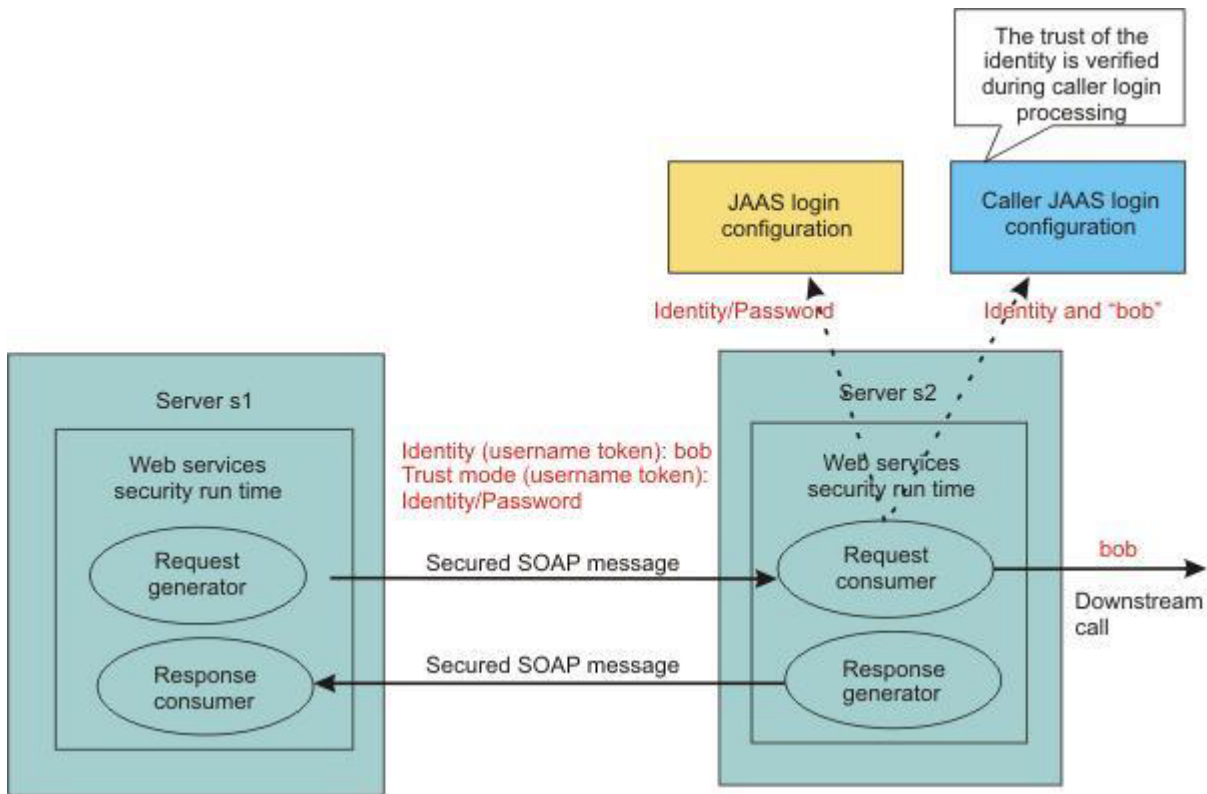 The trust of the
identity is verified
during caller login
processing
JAAS login
configuration
Caller JAAS login
configuration
Identity/Password
Identity and “bob”
Server s1
Web services
security run time
Request
generator
Response
consumer
Identity (username token): bob
Trust mode (username token):
Identity/Password
Secured SOAP message
Secured SOAP message
Server s2
Web services
security run time
Request
consumer
Response
generator
bob
Downstream
call